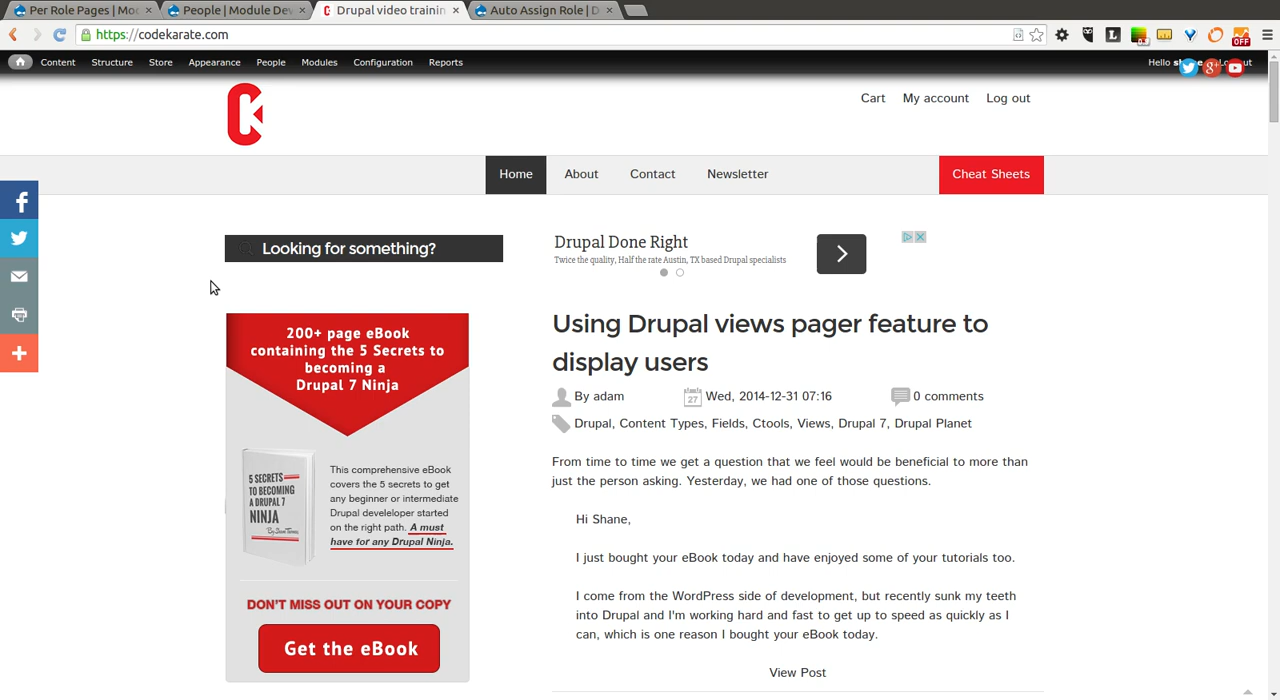 Per Role Pages | Mo
People | Module De
Drupal video trainin
Auto Assign Role | D
https://codekarate.com
OFF
Content Structure Store Appearance People Modules Configuration Reports
Hello
Cart My account Log out
Home About Contact Newsletter Cheat Sheets
Looking for something?
Drupal Done Right
Twice the quality, Half the rate Austin, TX based Drupal specialists
200+ page eBook
containing the 5 Secrets to
becoming a
Drupal 7 Ninja
5 SECRETS
TO BECOMING
A DRUPAL 7
NINJA
This comprehensive eBook
covers the 5 secrets to get
any beginner or intermediate
Drupal develeloper started
on the right path. A must
have for any Drupal Ninja.
DON'T MISS OUT ON YOUR COPY
Get the eBook
Using Drupal views pager feature to
display users
By adam 27 Wed, 2014-12-31 07:16 0 comments
Drupal, Content Types, Fields, Ctools, Views, Drupal 7, Drupal Planet
From time to time we get a question that we feel would be beneficial to more than
just the person asking. Yesterday, we had one of those questions.
Hi Shane,
I just bought your eBook today and have enjoyed some of your tutorials too.
I come from the WordPress side of development, but recently sunk my teeth
into Drupal and I'm working hard and fast to get up to speed as quickly as I
can, which is one reason I bought your eBook today.
View Post